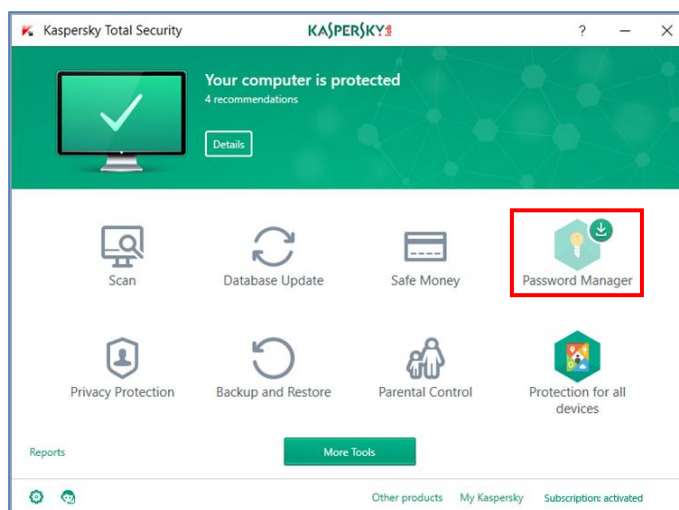 Kaspersky Total Security
KASPERSKY
?
Your computer is protected
4 recommendations
Details
Scan
Database Update
Safe Money
Password Manager
Privacy Protection
Backup and Restore
Parental Control
Protection for all
devices
Reports
More Tools
Other products
My Kaspersky
Subscription: activated